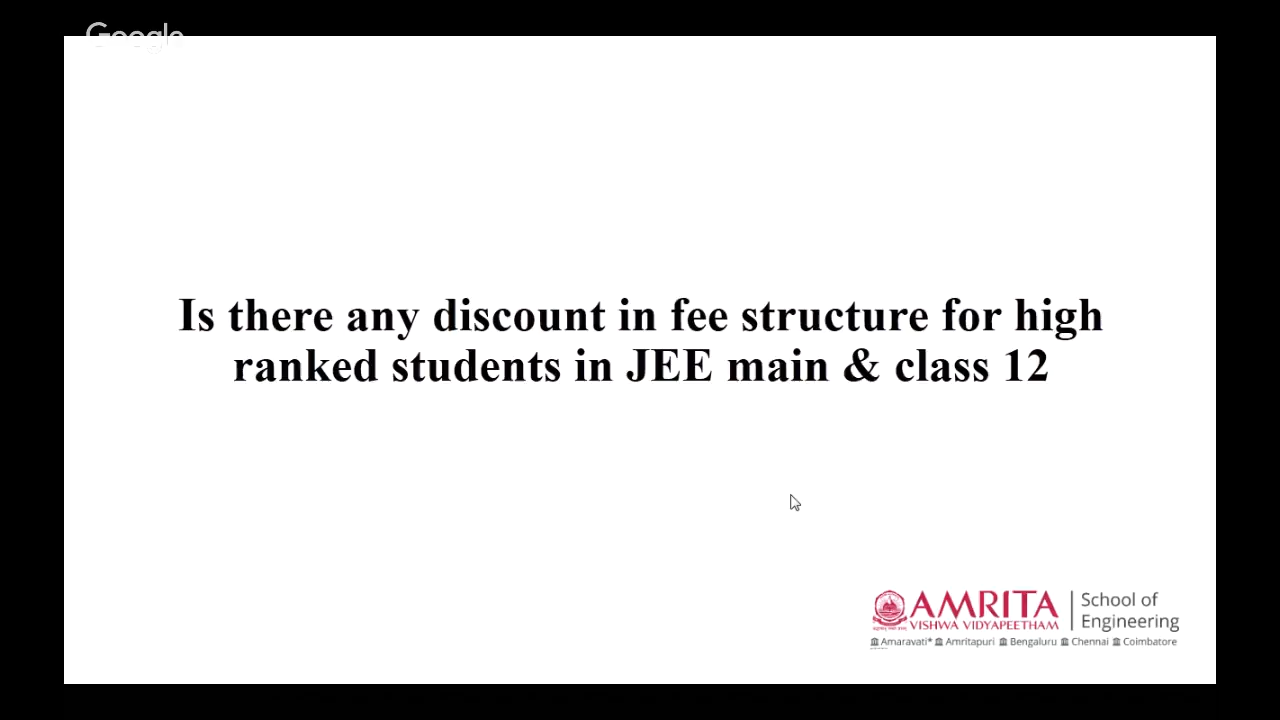 Google
Is there any discount in fee structure for high
ranked students in JEE main & class 12
AMRITA
VISHWA VIDYAPEETHAM
School of
Engineering
Amaravati* Amritapuri Bengaluru Chennai Coimbatore